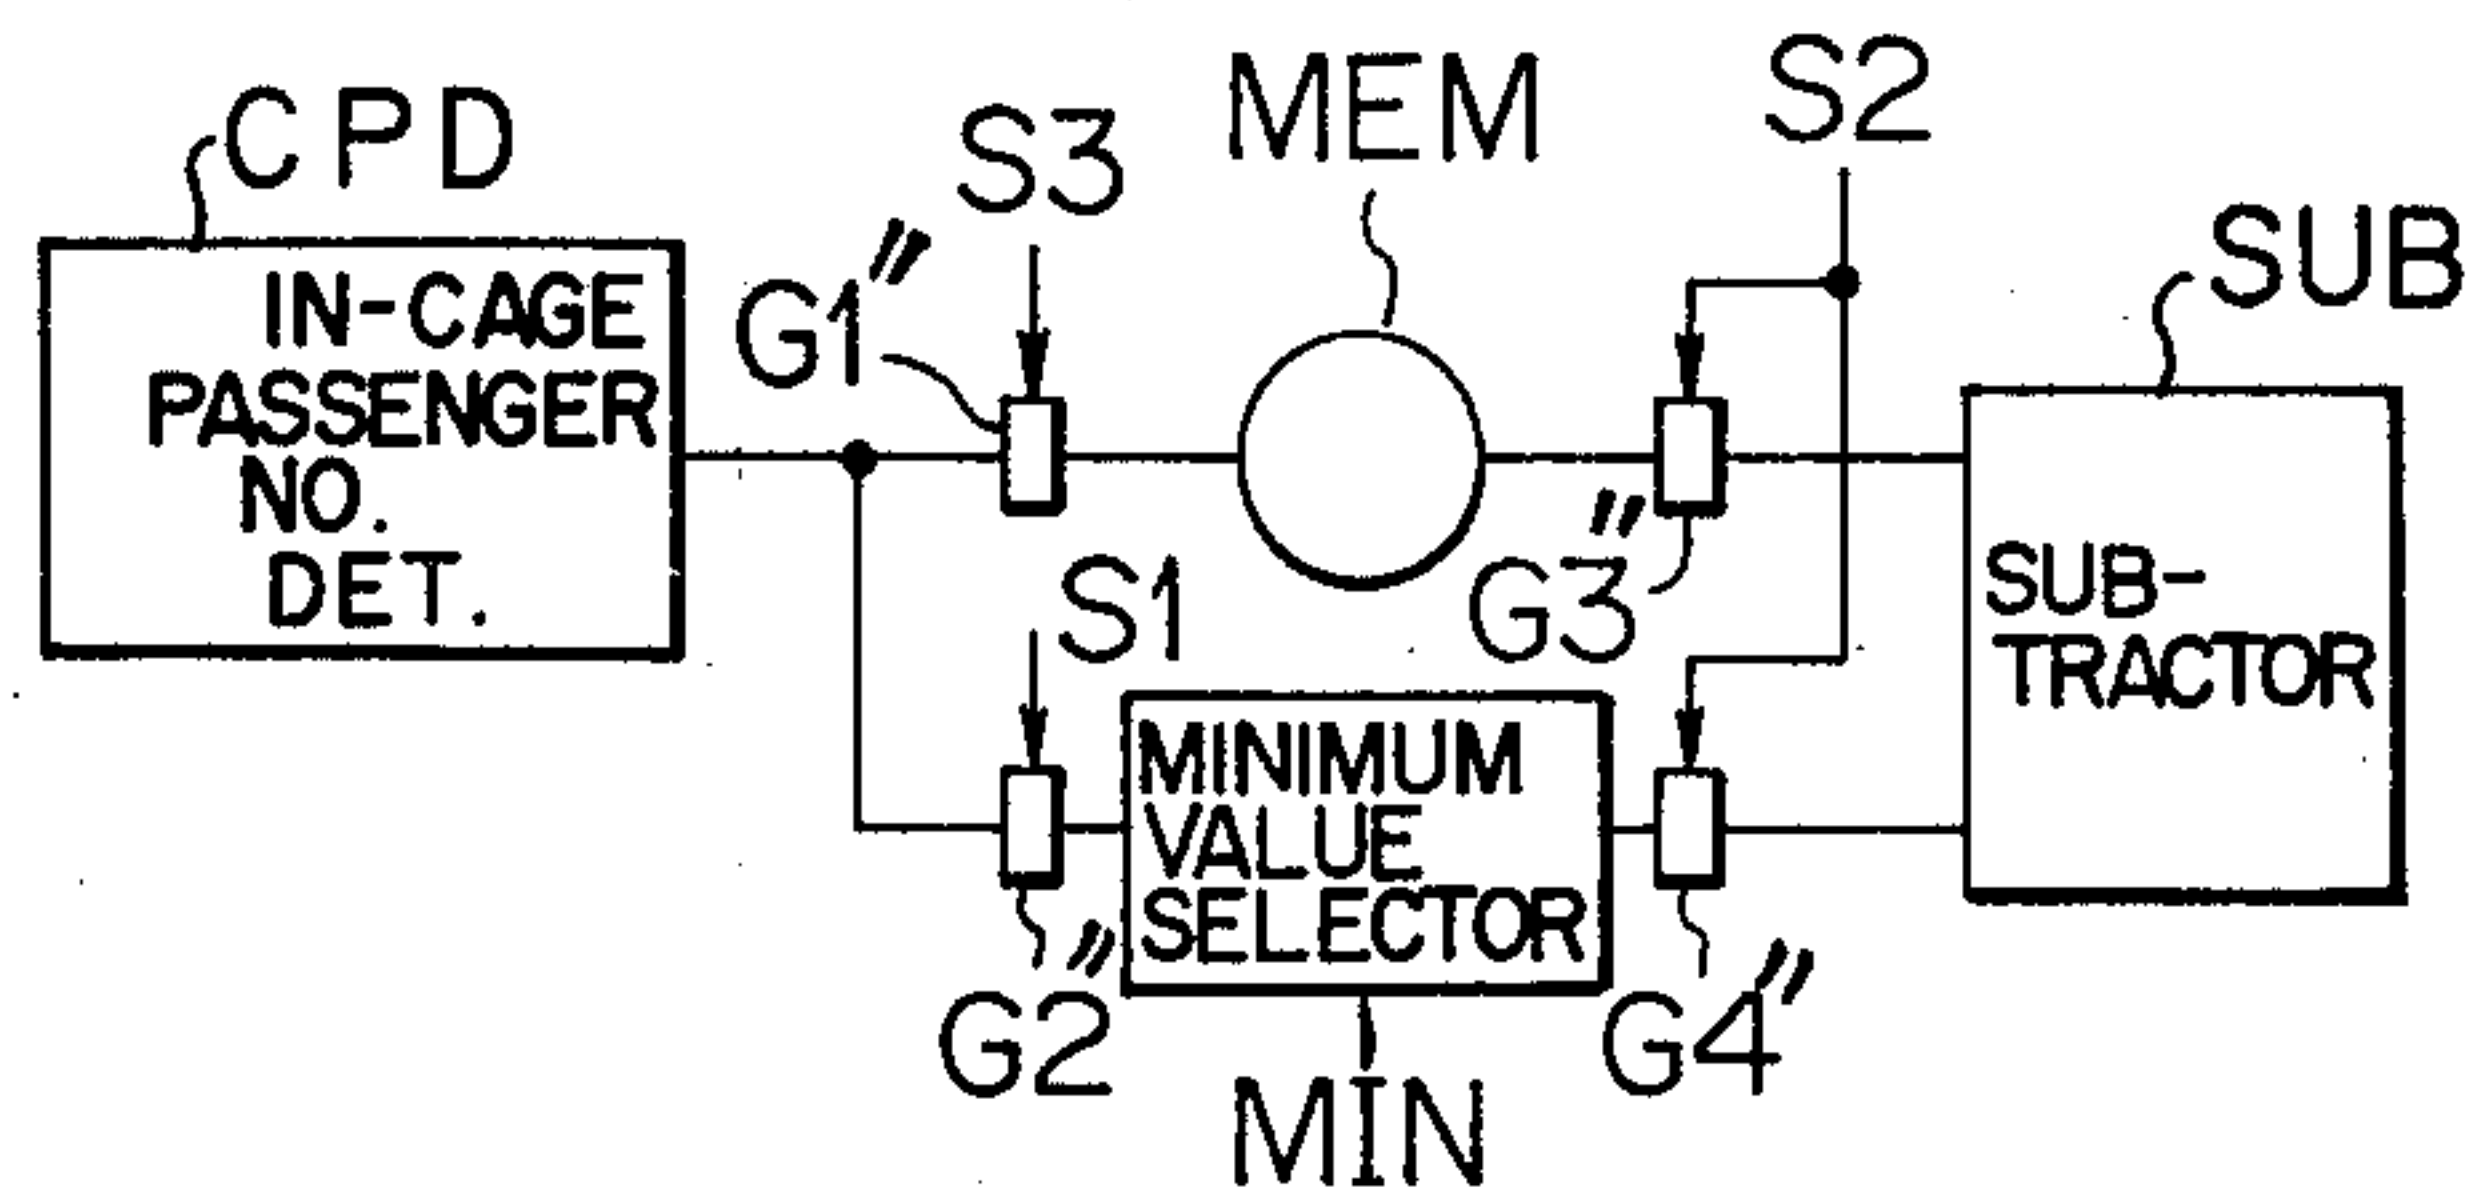 CPD
S3
MEM
S2
SUB
G1"
IN-CAGE
PASSENGER
NO.
DET.
S1
G3"
SUB-
TRACTOR
MINIMUM
VALUE
SELECTOR
G2"
G4"
MIN